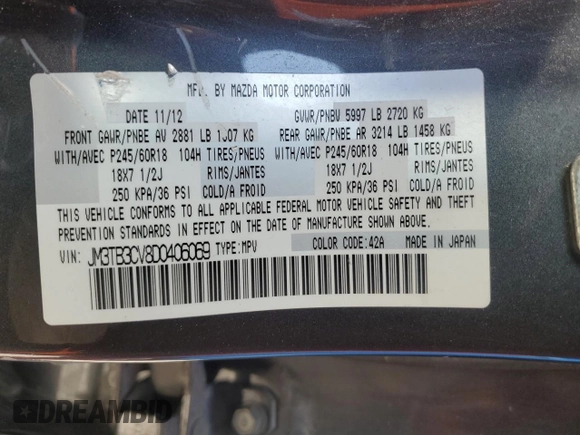 MFD. BY MAZDA MOTOR CORPORATION
DATE 11/12 GVWR/PNBV 5997 LB 2720 KG
FRONT GAWR/PNBE AV 2881 LB 1307 KG REAR GAWR/PNBE AR 3214 LB 1458 KG
WITH/AVEC P245/60R18 104H TIRES/PNEUS WITH/AVEC P245/60R18 104H TIRES/PNEUS
18X7 1/2J RIMS/JANTES 18X7 1/2J RIMS/JANTES
250 KPA/36 PSI COLD/A FROID 250 KPA/36 PSI COLD/A FROID
THIS VEHICLE CONFORMS TO ALL APPLICABLE FEDERAL MOTOR VEHICLE SAFETY AND THEFT
PREVENTION STANDARDS IN EFFECT ON THE DATE OF MANUFACTURE SHOWN ABOVE.
VIN: JM3TB3CV8D0406069 TYPE:MPV COLOR CODE:42A MADE IN JAPAN
DREAMBID